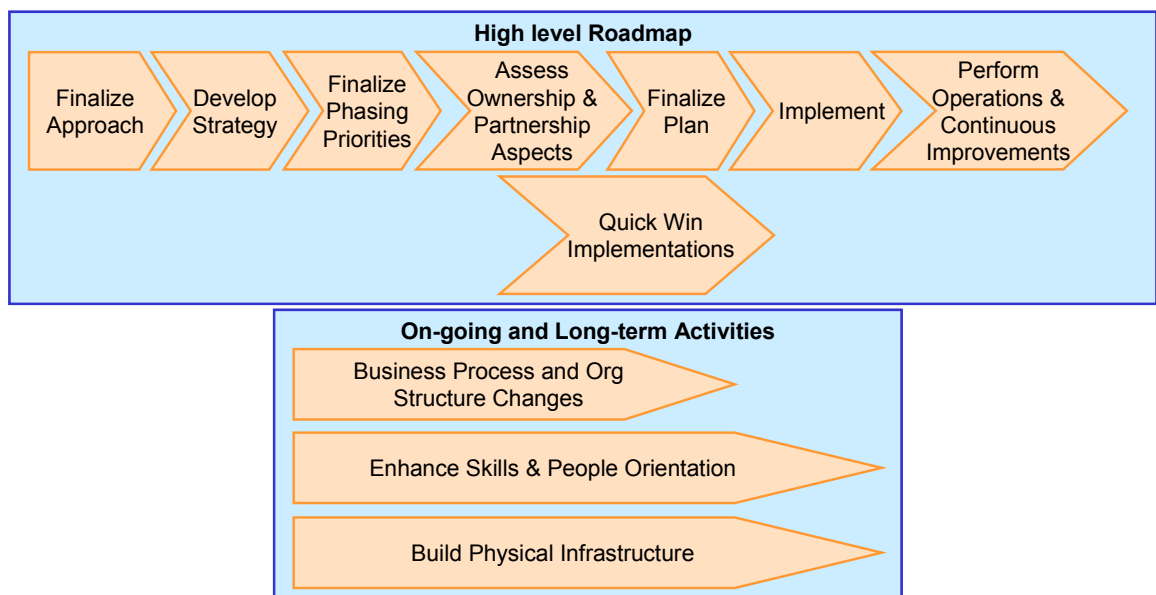 High level Roadmap
Finalize
Approach
Develop
Strategy
Finalize
Phasing
Priorities
Assess
Ownership &
Partnership
Aspects
Finalize
Plan
Implement
Perform
Operations &
Continuous
Improvements
Quick Win
Implementations
On-going and Long-term Activities
Business Process and Org
Structure Changes
Enhance Skills & People Orientation
Build Physical Infrastructure